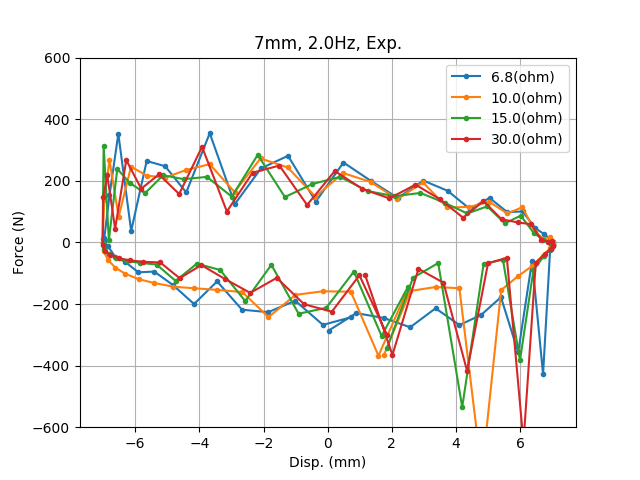 7mm, 2.0Hz, Exp.
600
400
200
0
−200
−400
−600
Force (N)
6.8(ohm)
10.0(ohm)
15.0(ohm)
30.0(ohm)
−6 −4 −2 0 2 4 6
Disp. (mm)